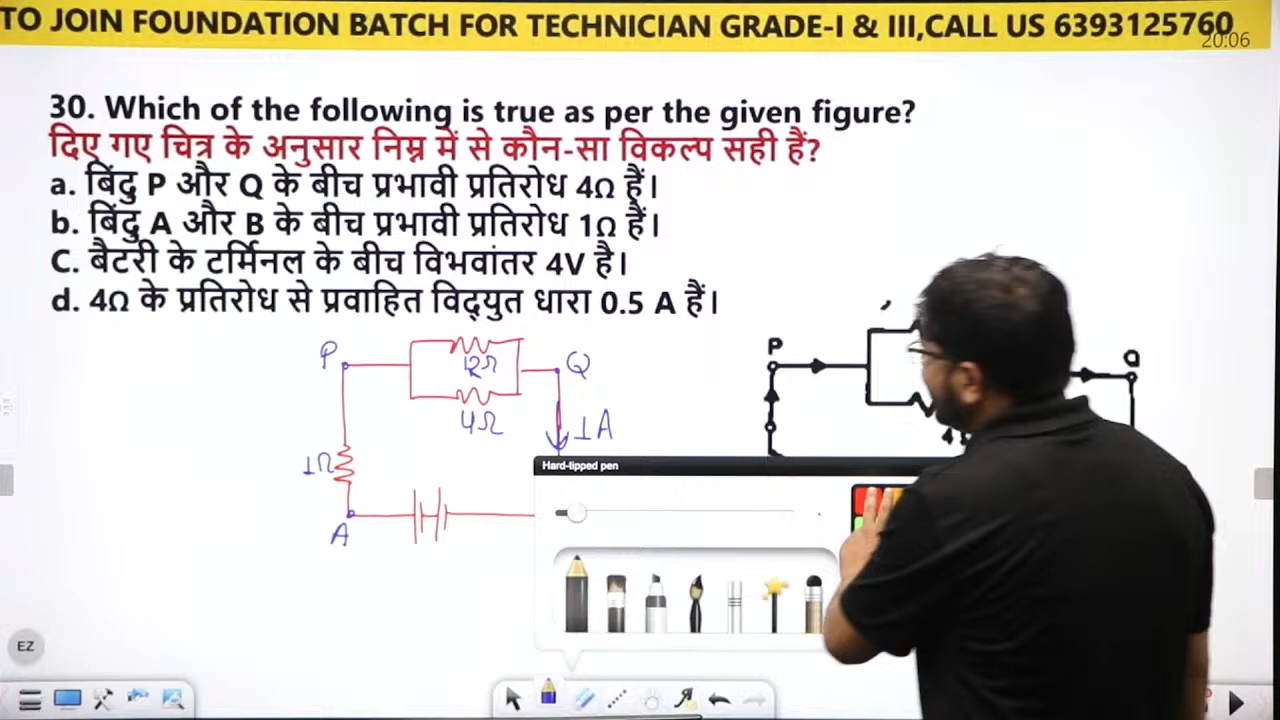 TO JOIN FOUNDATION BATCH FOR TECHNICIAN GRADE-I & III,CALL US 6393125760
20:06
30. Which of the following is true as per the given figure?
दिए गए चित्र के अनुसार निम्न में से कौन-सा विकल्प सही हैं?
a. बिंदु P और Q के बीच प्रभावी प्रतिरोध 4Ω हैं।
b. बिंदु A और B के बीच प्रभावी प्रतिरोध 1Ω हैं।
C. बैटरी के टर्मिनल के बीच विभवांतर 4V है।
d. 4Ω के प्रतिरोध से प्रवाहित विद्युत धारा 0.5 A हैं।
P
12Ω
Q
4Ω
1A
1Ω
A
P
Q
Hard-tipped pen
EZ